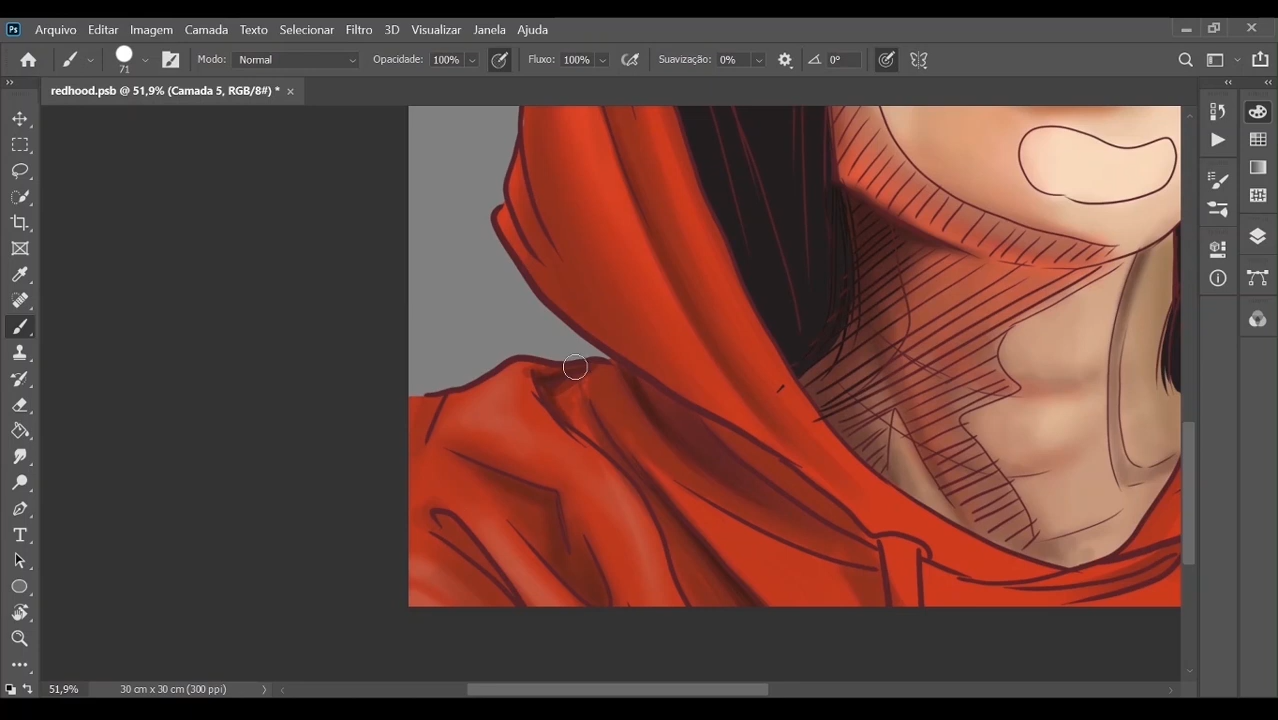 Ps Arquivo Editar Imagem Camada Texto Selecionar Filtro 3D Visualizar Janela Ajuda
71 Modo: Normal Opacidade: 100% Fluxo: 100% Suavização: 0% 0°
redhood.psb @ 51,9% (Camada 5, RGB/8#) *
51,9% 30 cm x 30 cm (300 ppi)